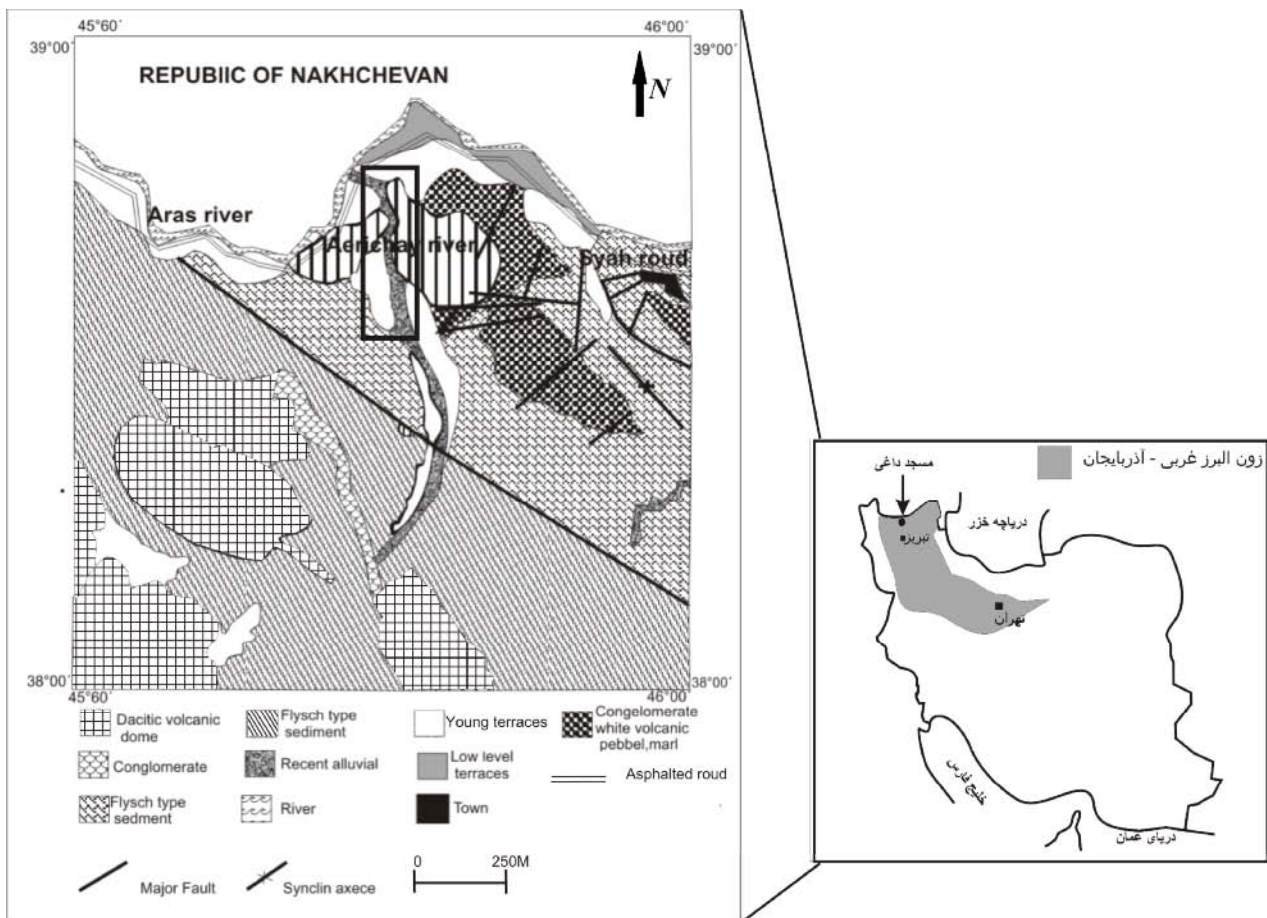 45°60´
46°00´
39°00´
39°00´
REPUBIIC OF NAKHCHEVAN
N
Aras river
Aerichay river
Syah roud
38°00´
38°00´
45°60´
46°00´
Dacitic volcanic
dome
Flysch type
sediment
Young terraces
Congelomerate
white volcanic
pebbel,marl
Conglomerate
Recent alluvial
Low level
terraces
Asphalted roud
Flysch type
sediment
River
Town
Major Fault
Synclin axece
0
250M
زون البرز غربی - آذربایجان
مسجد داغی
دریاچه خزر
تبریز
تهران
خلیج فارس
دریای عمان